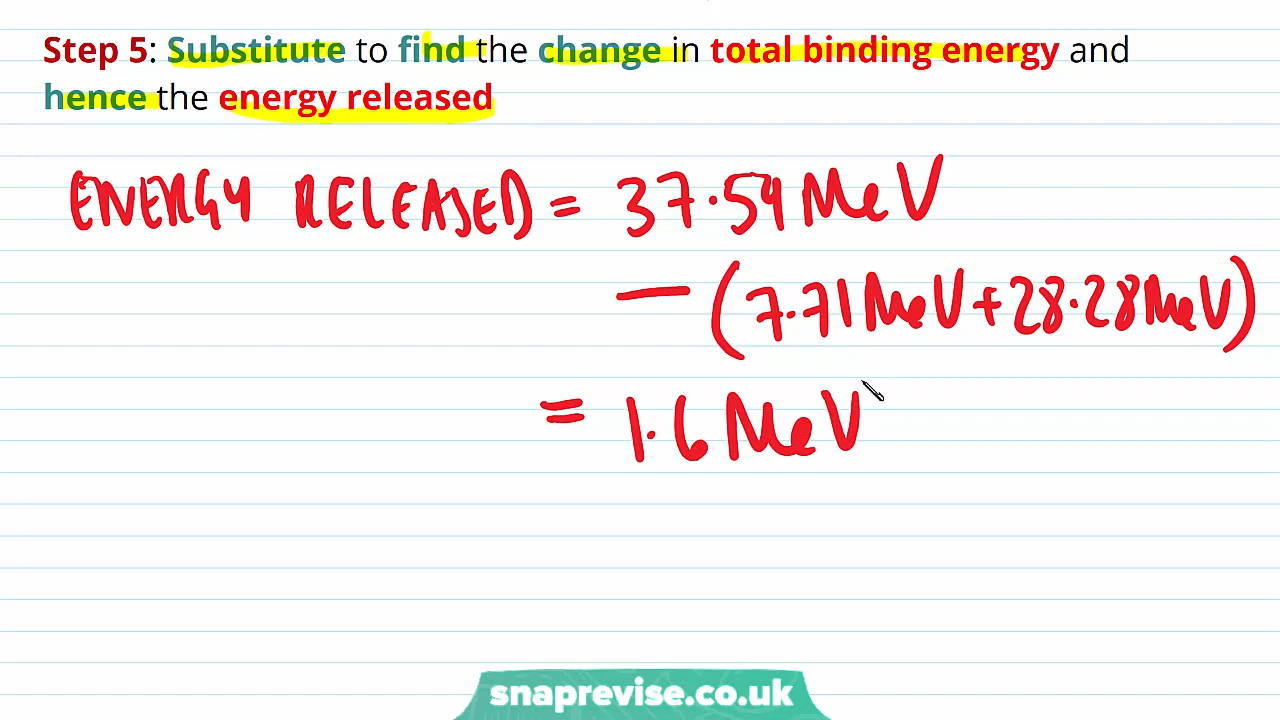 Step 5: Substitute to find the change in total binding energy and
hence the energy released
ENERGY RELEASED = 37.59 MeV
- (7.71 MeV + 28.28 MeV)
= 1.6 MeV
snaprevise.co.uk